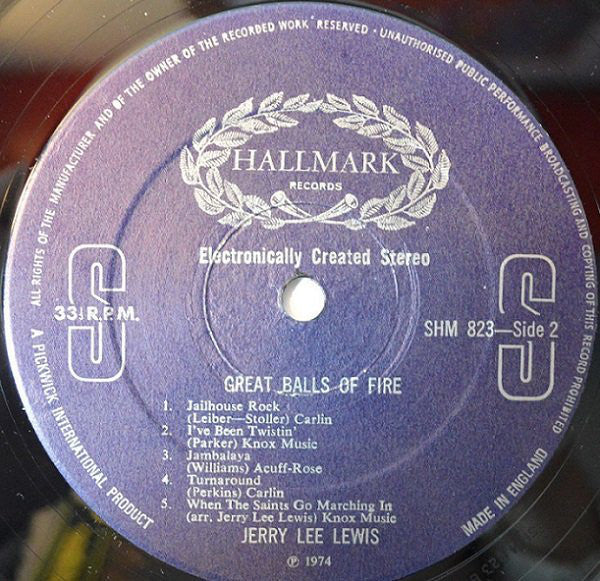 ALL RIGHTS OF THE MANUFACTURER AND OF THE OWNER OF THE RECORDED WORK RESERVED · UNAUTHORISED PUBLIC PERFORMANCE BROADCASTING AND COPYING OF THIS RECORD PROHIBITED
HALLMARK
RECORDS
Electronically Created Stereo
S
33⅓ R.P.M.
S
SHM 823—Side 2
GREAT BALLS OF FIRE
1. Jailhouse Rock
(Leiber—Stoller) Carlin
2. I've Been Twistin'
(Parker) Knox Music
3. Jambalaya
(Williams) Acuff-Rose
4. Turnaround
(Perkins) Carlin
5. When The Saints Go Marching In
(arr. Jerry Lee Lewis) Knox Music
JERRY LEE LEWIS
℗ 1974
A PICKWICK INTERNATIONAL PRODUCT
MADE IN ENGLAND